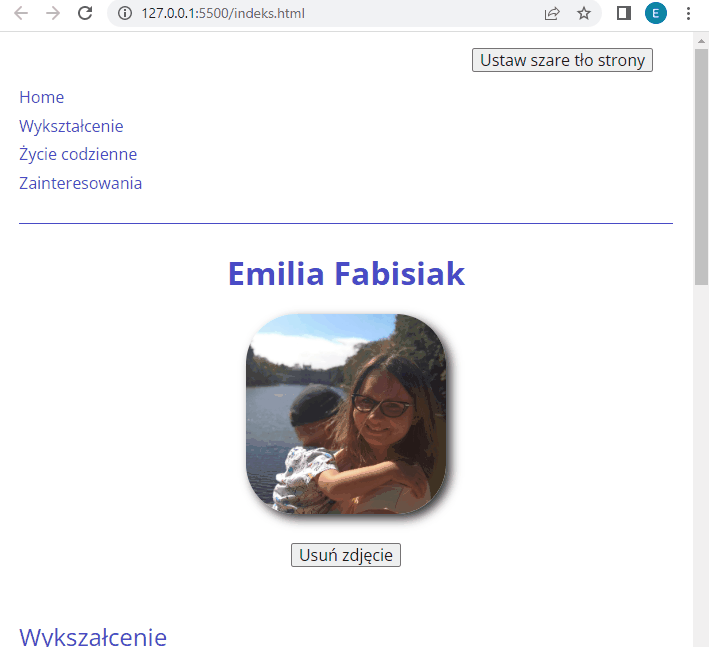 127.0.0.1:5500/indeks.html
E
Ustaw szare tło strony
Home
Wykształcenie
Życie codzienne
Zainteresowania
Emilia Fabisiak
Usuń zdjęcie
Wykszałcenie